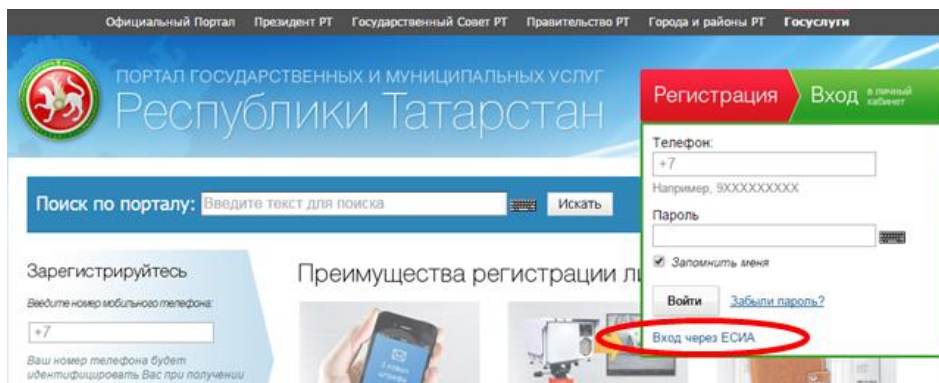 Официальный Портал Президент РТ Государственный Совет РТ Правительство РТ Города и районы РТ Госуслуги
ПОРТАЛ ГОСУДАРСТВЕННЫХ И МУНИЦИПАЛЬНЫХ УСЛУГ
Республики Татарстан
Регистрация
Вход в личный кабинет
Телефон:
+7
Например, 9XXXXXXXXX
Пароль
Запомнить меня
Войти Забыли пароль?
Вход через ЕСИА
Поиск по порталу: Введите текст для поиска Искать
Зарегистрируйтесь
Введите номер мобильного телефона:
+7
Ваш номер телефона будет
идентифицировать Вас при получении
Преимущества регистрации ли